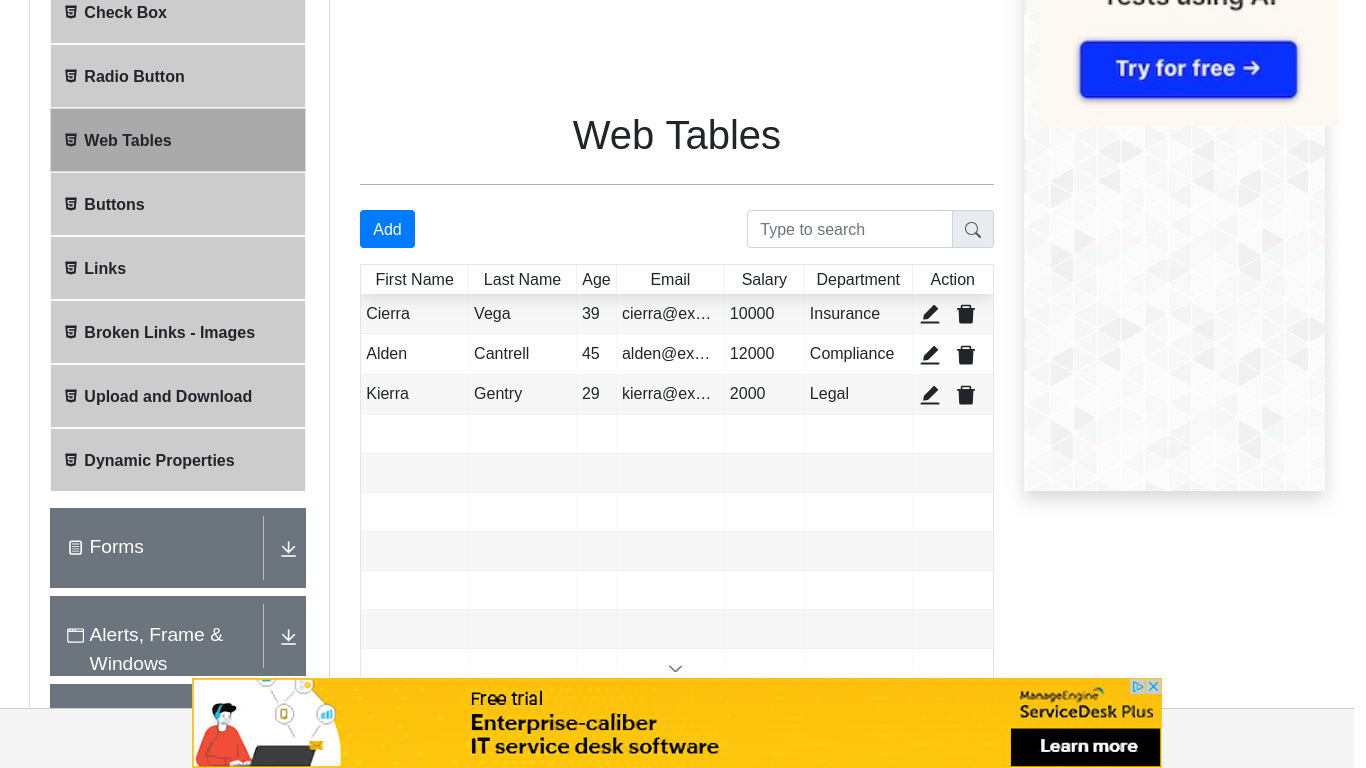 Check Box
Radio Button
Web Tables
Buttons
Links
Broken Links - Images
Upload and Download
Dynamic Properties
Forms
Alerts, Frame &
Windows
Web Tables
Add
Type to search
First Name Last Name Age Email Salary Department Action
Cierra Vega 39 cierra@ex… 10000 Insurance
Alden Cantrell 45 alden@ex… 12000 Compliance
Kierra Gentry 29 kierra@ex… 2000 Legal
Tests using AI
Try for free →
Free trial
Enterprise-caliber
IT service desk software
ManageEngine
ServiceDesk Plus
Learn more